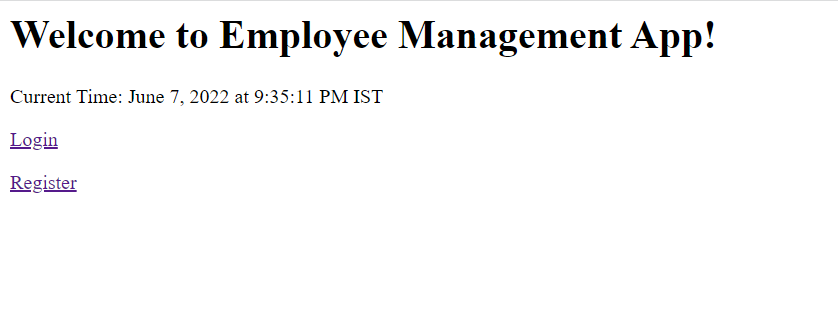 Welcome to Employee Management App!
Current Time: June 7, 2022 at 9:35:11 PM IST
Login
Register